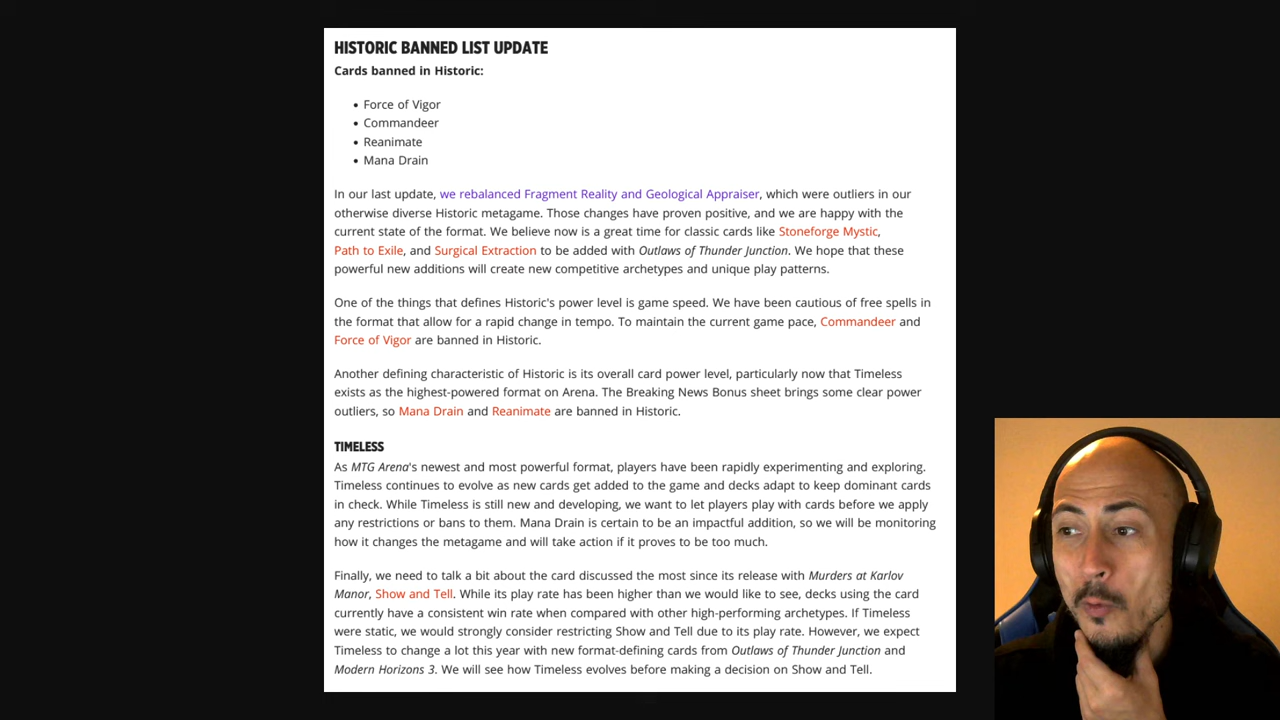 HISTORIC BANNED LIST UPDATE
Cards banned in Historic:
• Force of Vigor
• Commandeer
• Reanimate
• Mana Drain
In our last update, we rebalanced Fragment Reality and Geological Appraiser, which were outliers in our
otherwise diverse Historic metagame. Those changes have proven positive, and we are happy with the
current state of the format. We believe now is a great time for classic cards like Stoneforge Mystic,
Path to Exile, and Surgical Extraction to be added with Outlaws of Thunder Junction. We hope that these
powerful new additions will create new competitive archetypes and unique play patterns.
One of the things that defines Historic's power level is game speed. We have been cautious of free spells in
the format that allow for a rapid change in tempo. To maintain the current game pace, Commandeer and
Force of Vigor are banned in Historic.
Another defining characteristic of Historic is its overall card power level, particularly now that Timeless
exists as the highest-powered format on Arena. The Breaking News Bonus sheet brings some clear power
outliers, so Mana Drain and Reanimate are banned in Historic.
TIMELESS
As MTG Arena's newest and most powerful format, players have been rapidly experimenting and exploring.
Timeless continues to evolve as new cards get added to the game and decks adapt to keep dominant cards
in check. While Timeless is still new and developing, we want to let players play with cards before we apply
any restrictions or bans to them. Mana Drain is certain to be an impactful addition, so we will be monitoring
how it changes the metagame and will take action if it proves to be too much.
Finally, we need to talk a bit about the card discussed the most since its release with Murders at Karlov
Manor, Show and Tell. While its play rate has been higher than we would like to see, decks using the card
currently have a consistent win rate when compared with other high-performing archetypes. If Timeless
were static, we would strongly consider restricting Show and Tell due to its play rate. However, we expect
Timeless to change a lot this year with new format-defining cards from Outlaws of Thunder Junction and
Modern Horizons 3. We will see how Timeless evolves before making a decision on Show and Tell.